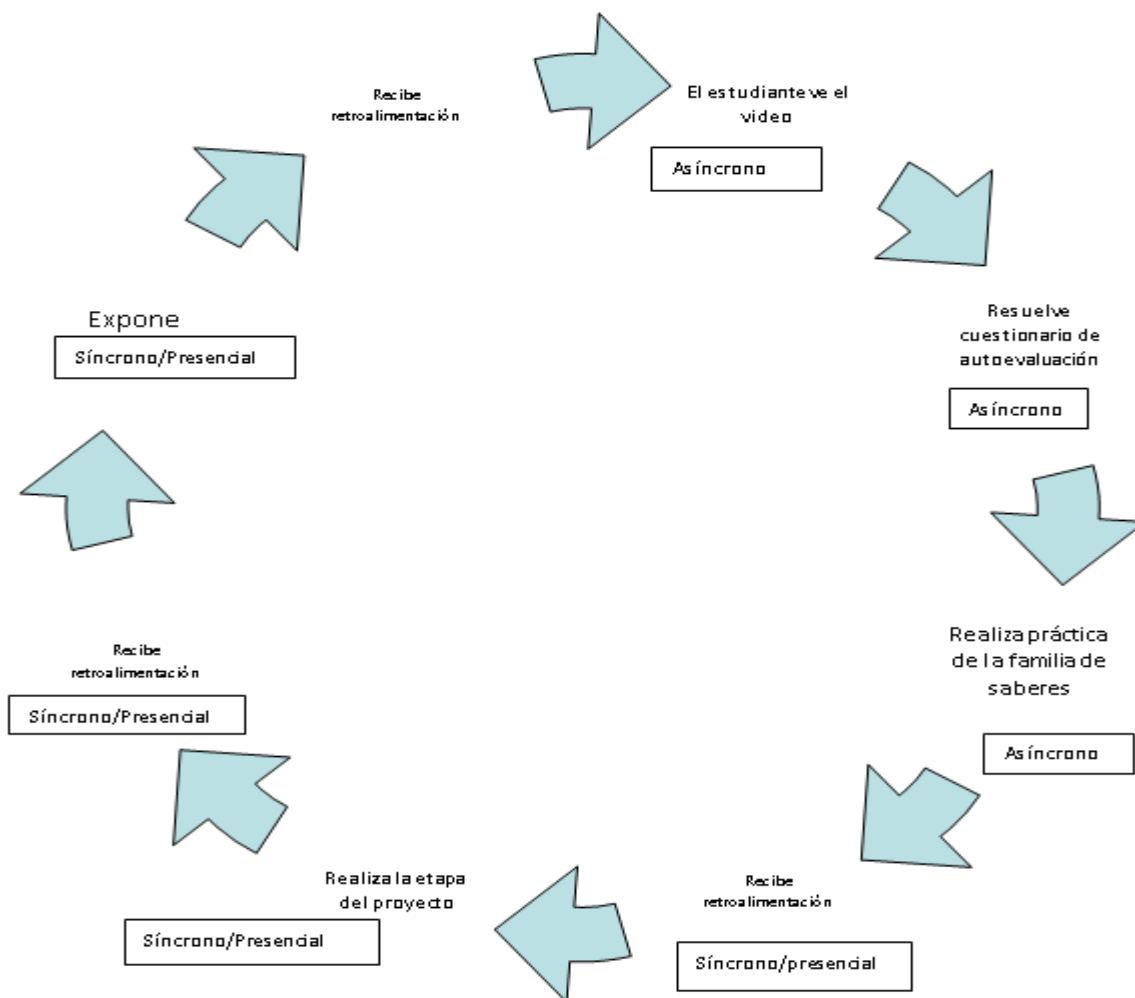 Recibe
retroalimentación
El estudiante ve el
video
Asíncrono
Resuelve
cuestionario de
autoevaluación
Asíncrono
Realiza práctica
de la familia de
saberes
Asíncrono
Recibe
retroalimentación
Síncrono/presencial
Realiza la etapa
del proyecto
Síncrono/Presencial
Recibe
retroalimentación
Síncrono/Presencial
Expone
Síncrono/Presencial